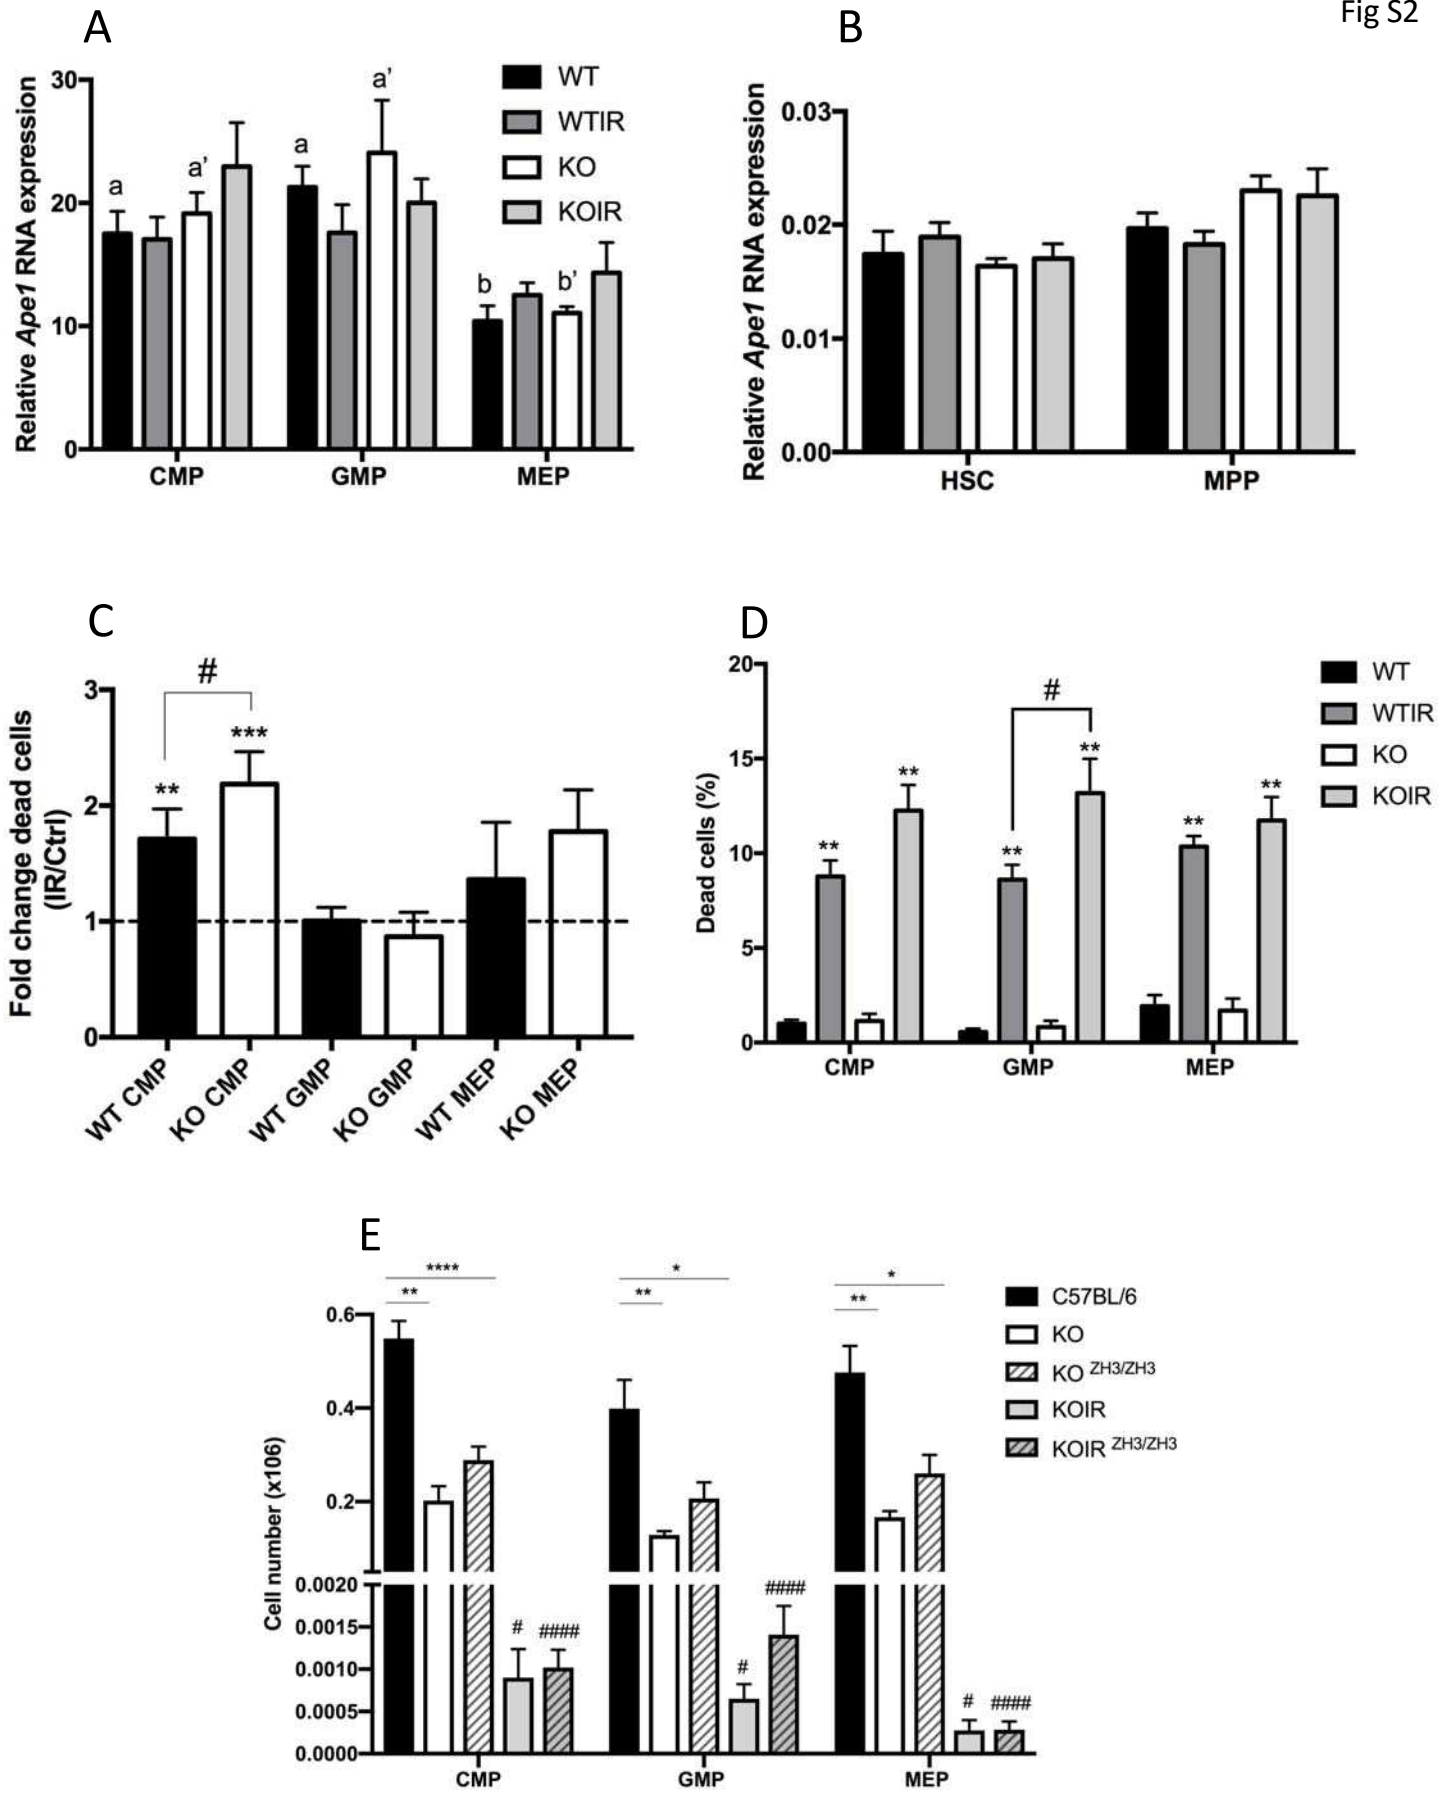 Fig S2
A
Relative Ape1 RNA expression
30
20
10
0
a
a’
a
a’
b
b’
CMP
GMP
MEP
WT
WTIR
KO
KOIR
B
Relative Ape1 RNA expression
0.03
0.02
0.01
0.00
HSC
MPP
C
Fold change dead cells
(IR/Ctrl)
3
2
1
0
#
**
***
WT CMP
KO CMP
WT GMP
KO GMP
WT MEP
KO MEP
D
Dead cells (%)
20
15
10
5
0
**
**
#
**
**
**
**
CMP
GMP
MEP
WT
WTIR
KO
KOIR
E
Cell number (x106)
0.6
0.4
0.2
0.0020
0.0015
0.0010
0.0005
0.0000
****
**
*
**
*
**
#
####
#
####
#
####
CMP
GMP
MEP
C57BL/6
KO
KO ZH3/ZH3
KOIR
KOIR ZH3/ZH3